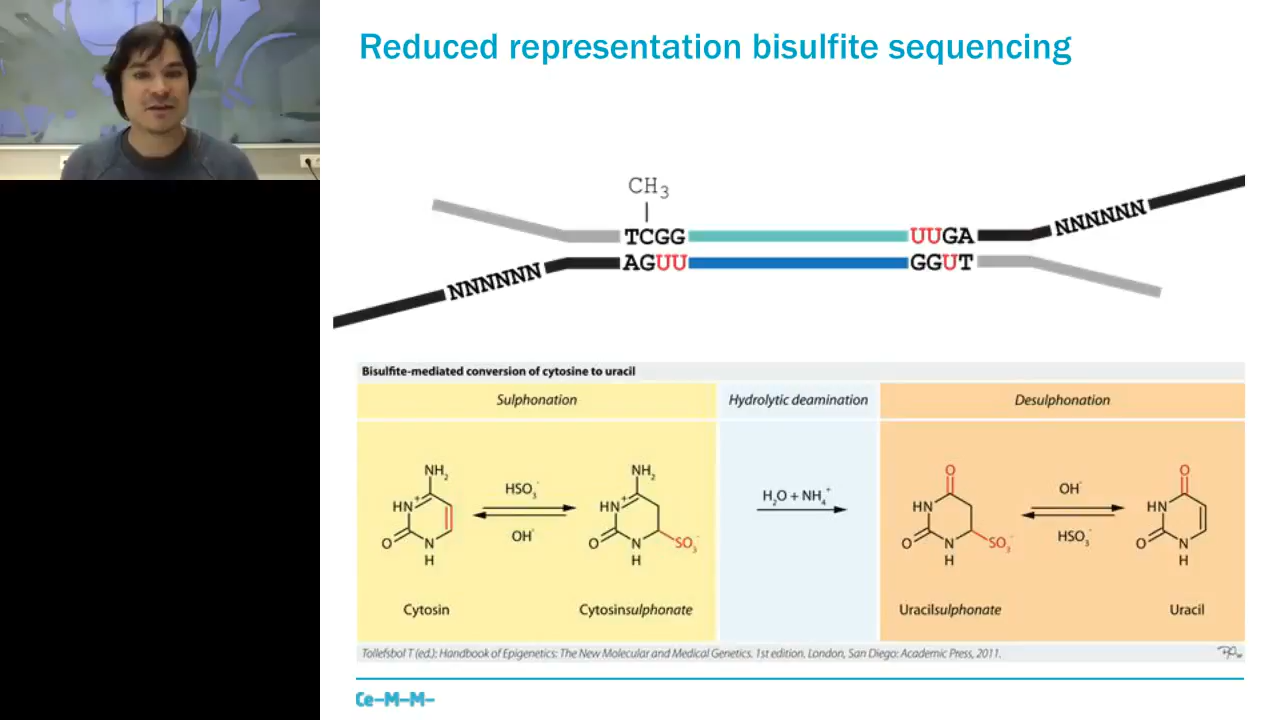 Reduced representation bisulfite sequencing
CH3
TCGG UUGA NNNNNN
NNNNNN AGUU GGUT
Bisulfite-mediated conversion of cytosine to uracil
Sulphonation Hydrolytic deamination Desulphonation
NH2 NH2 O O
HN+ HSO3- HN+ H2O + NH4+ HN OH- HN
O N OH- O N SO3- O N SO3- HSO3- O N
H H H H
Cytosin Cytosinsulphonate Uracilsulphonate Uracil
Tollefsbol T (ed.): Handbook of Epigenetics: The New Molecular and Medical Genetics. 1st edition. London, San Diego: Academic Press, 2011.
Ce-M-M-